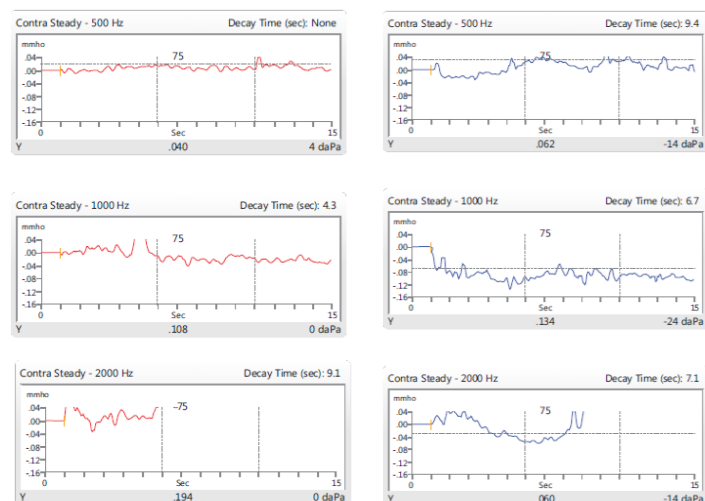 Contra Steady - 500 Hz Decay Time (sec): None
mmho
75
.04
.00
-.04
-.08
-.12
-.16
0 Sec 15
Y .040 4 daPa
Contra Steady - 500 Hz Decay Time (sec): 9.4
mmho
75
.04
.00
-.04
-.08
-.12
-.16
0 Sec 15
Y .062 -14 daPa
Contra Steady - 1000 Hz Decay Time (sec): 4.3
mmho
75
.04
.00
-.04
-.08
-.12
-.16
0 Sec 15
Y .108 0 daPa
Contra Steady - 1000 Hz Decay Time (sec): 6.7
mmho
75
.04
.00
-.04
-.08
-.12
-.16
0 Sec 15
Y .134 -24 daPa
Contra Steady - 2000 Hz Decay Time (sec): 9.1
mmho
-75
.04
.00
-.04
-.08
-.12
-.16
0 Sec 15
Y .194 0 daPa
Contra Steady - 2000 Hz Decay Time (sec): 7.1
mmho
75
.04
.00
-.04
-.08
-.12
-.16
0 Sec 15
Y .060 -14 daPa